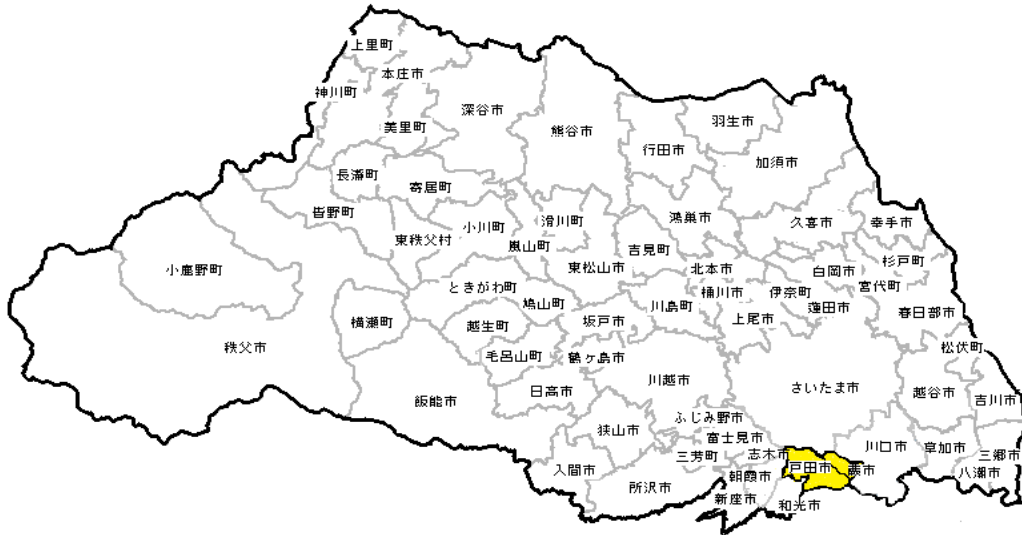 上里町
本庄市
神川町
美里町
深谷市
熊谷市
行田市
羽生市
加須市
長瀞町
寄居町
皆野町
東秩父村
小川町
嵐山町
滑川町
東松山市
吉見町
鴻巣市
久喜市
幸手市
杉戸町
宮代町
白岡市
北本市
桶川市
伊奈町
蓮田市
上尾市
春日部市
小鹿野町
秩父市
横瀬町
ときがわ町
鳩山町
越生町
毛呂山町
坂戸市
川島町
鶴ヶ島市
日高市
飯能市
川越市
さいたま市
松伏町
越谷市
吉川市
ふじみ野市
富士見市
三芳町
志木市
狭山市
入間市
所沢市
朝霞市
新座市
和光市
戸田市
蕨市
川口市
草加市
三郷市
八潮市